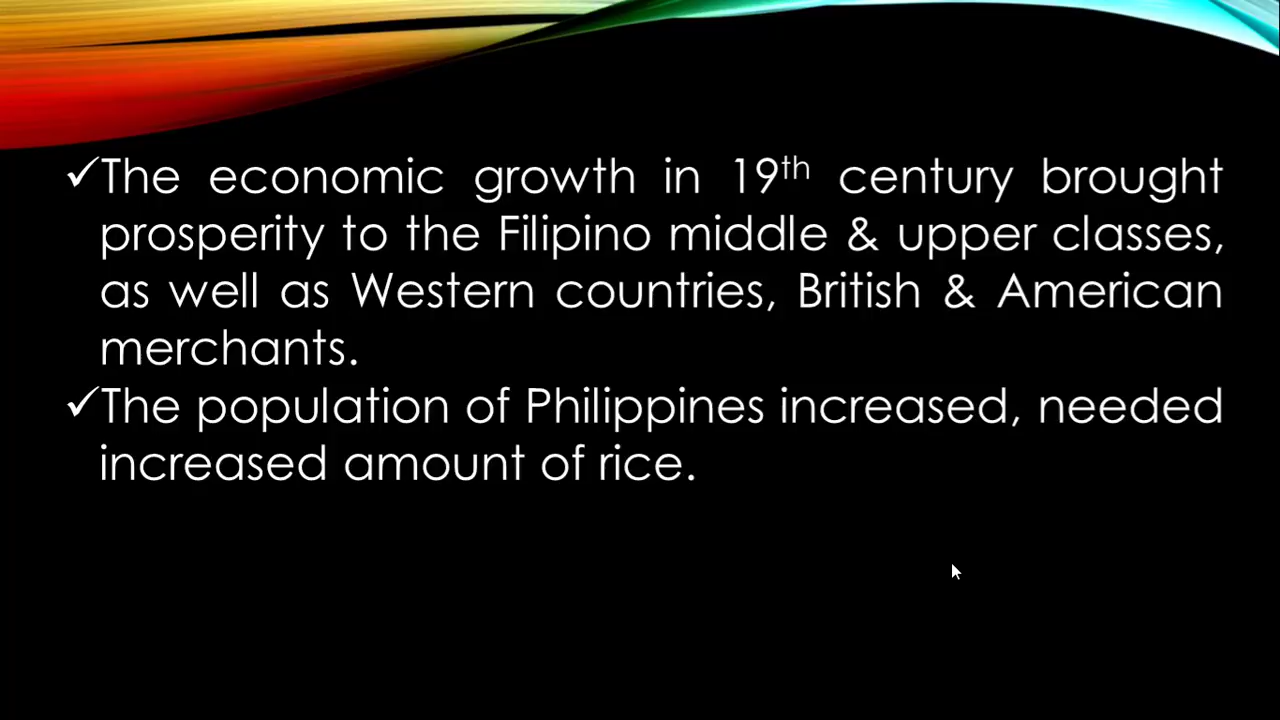 ✓The economic growth in 19th century brought
prosperity to the Filipino middle & upper classes,
as well as Western countries, British & American
merchants.
✓The population of Philippines increased, needed
increased amount of rice.